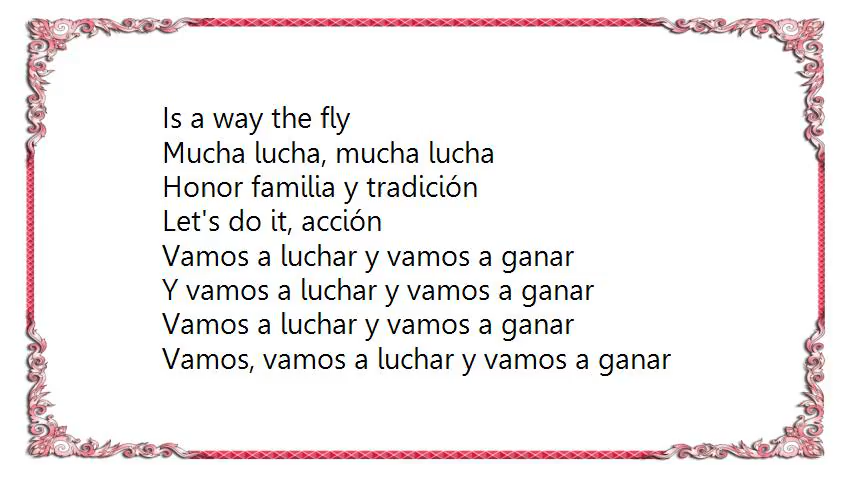 Is a way the fly
Mucha lucha, mucha lucha
Honor familia y tradición
Let's do it, acción
Vamos a luchar y vamos a ganar
Y vamos a luchar y vamos a ganar
Vamos a luchar y vamos a ganar
Vamos, vamos a luchar y vamos a ganar